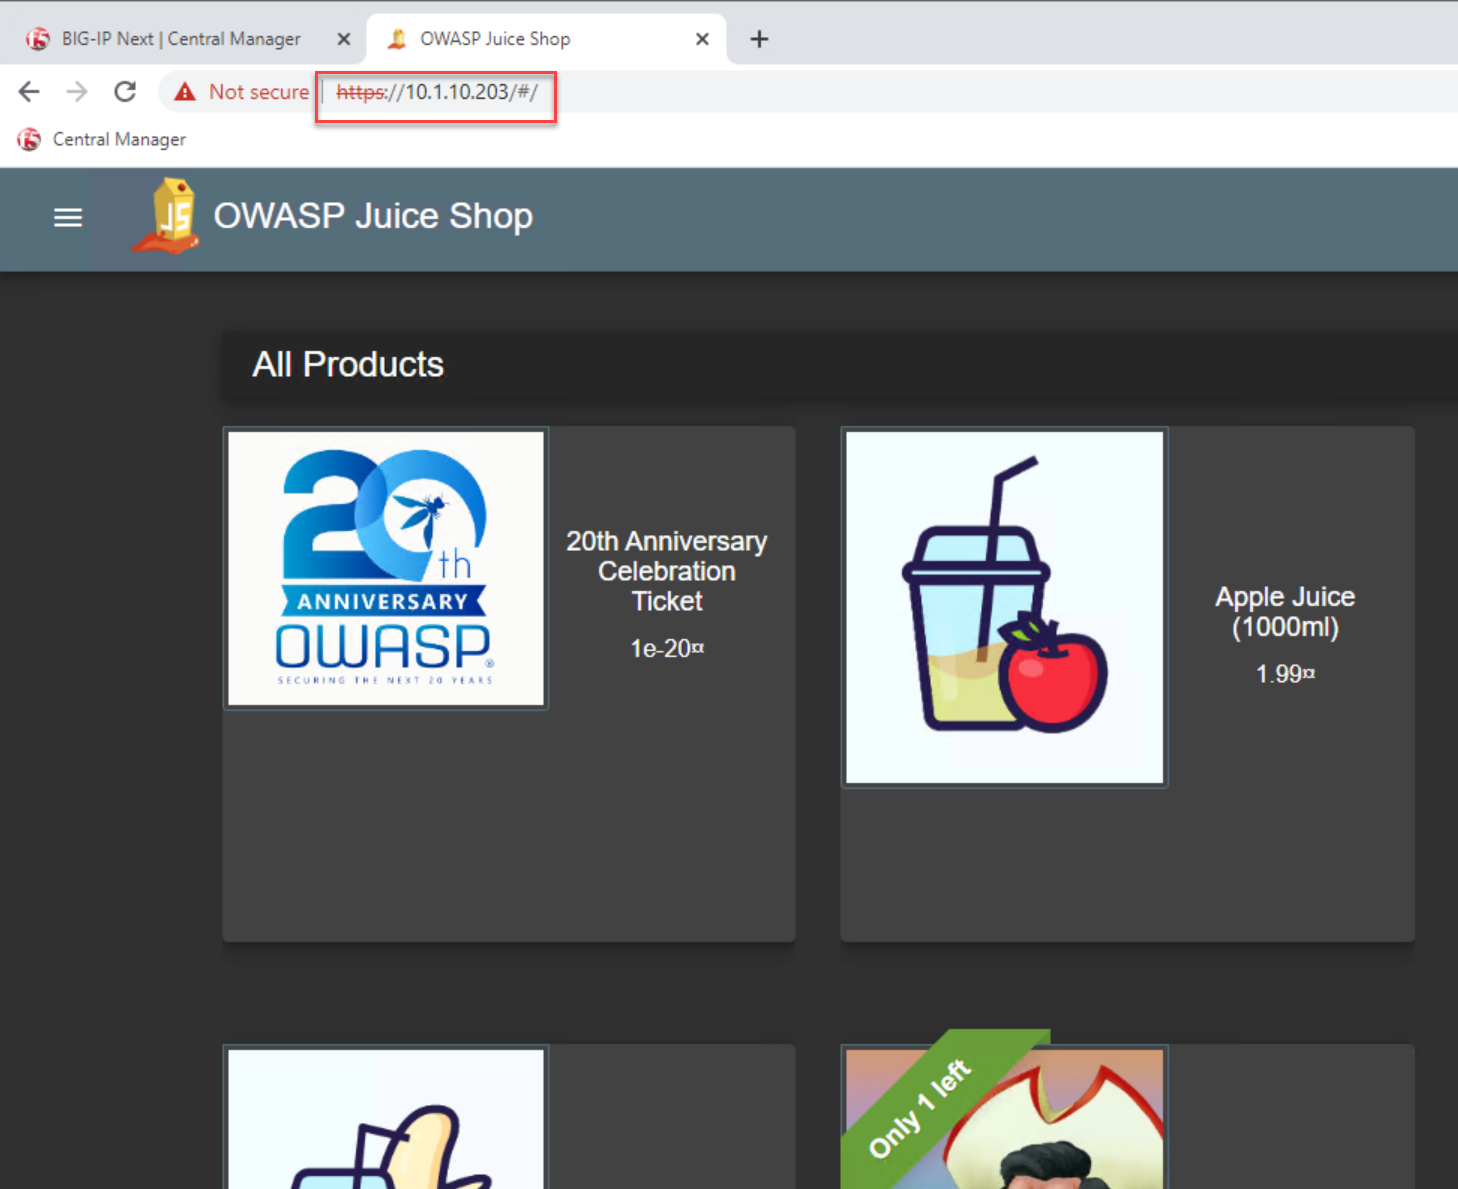 BIG-IP Next | Central Manager
OWASP Juice Shop
Not secure
https://10.1.10.203/#/
Central Manager
JS
OWASP Juice Shop
All Products
20th
ANNIVERSARY
OWASP®
SECURING THE NEXT 20 YEARS
20th Anniversary
Celebration
Ticket
1e-20¤
Apple Juice
(1000ml)
1.99¤
Only 1 left